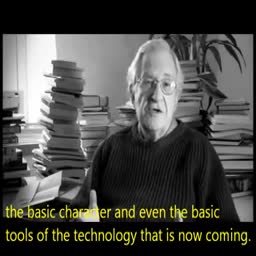 the basic character and even the basic
tools of the technology that is now coming.